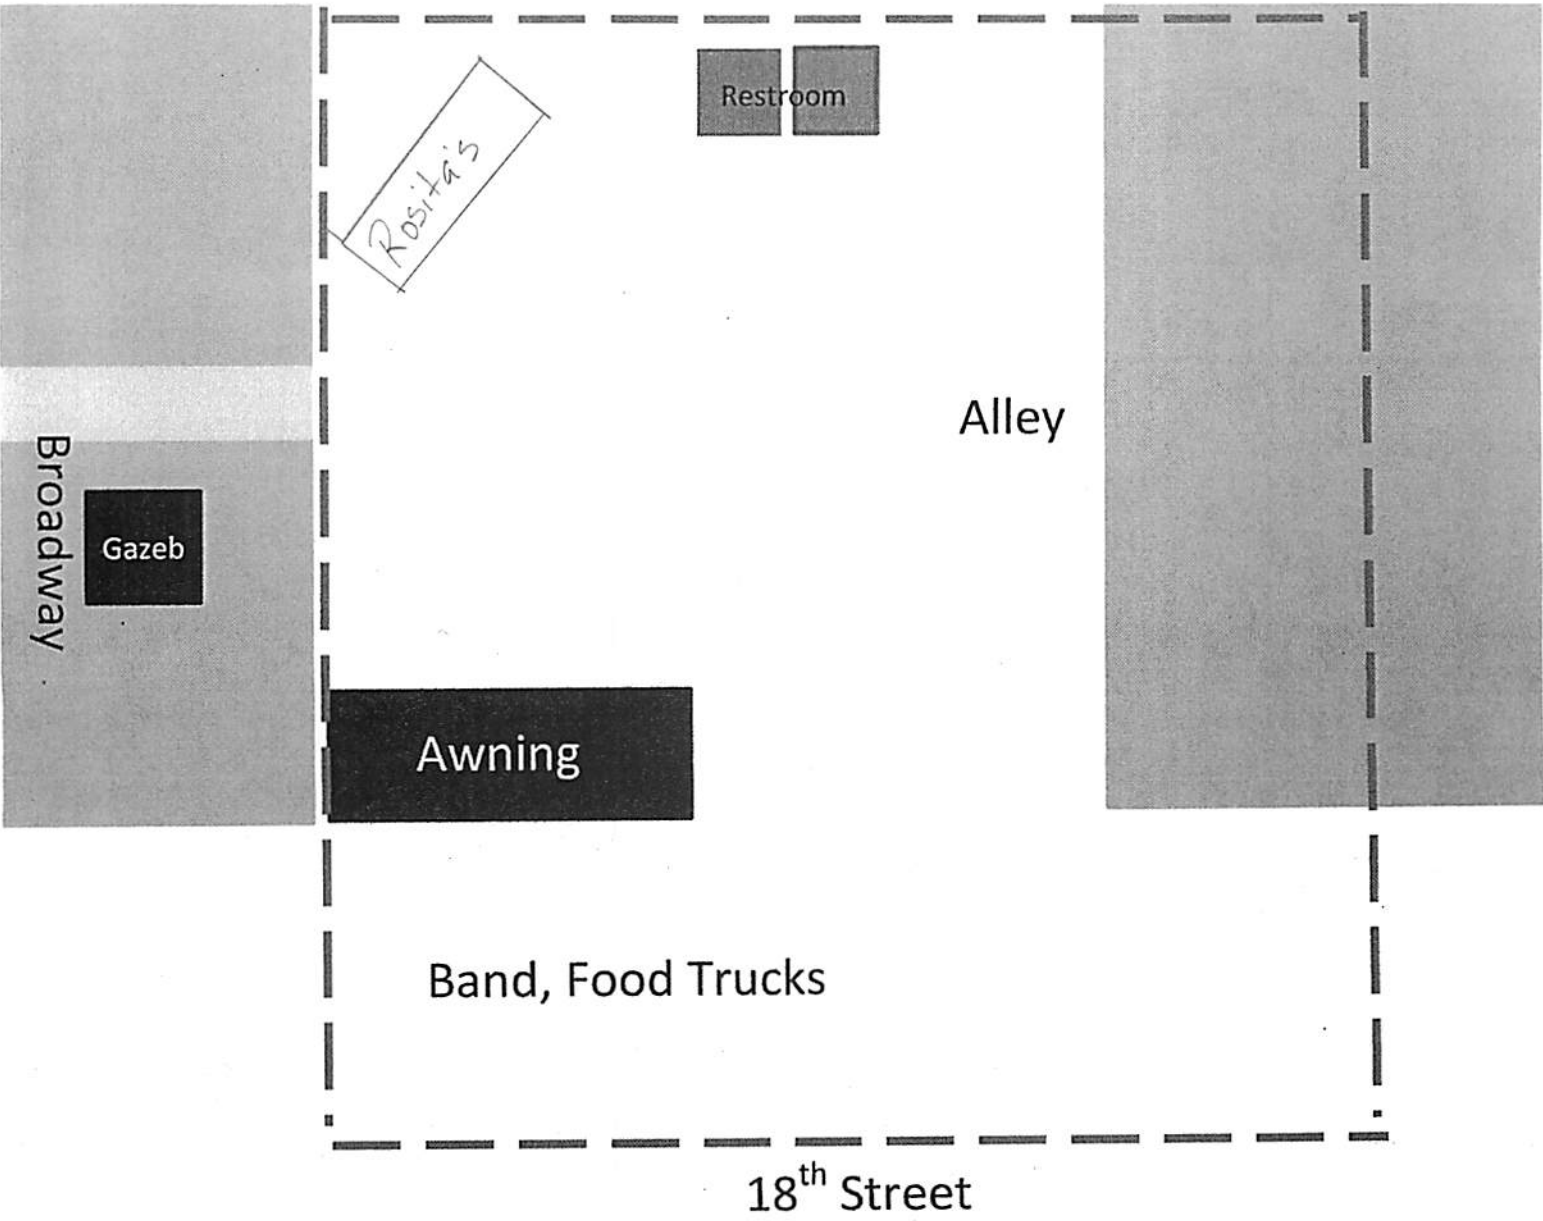 Restroom
Rosita's
Alley
Broadway
Gazeb
Awning
Band, Food Trucks
18th Street